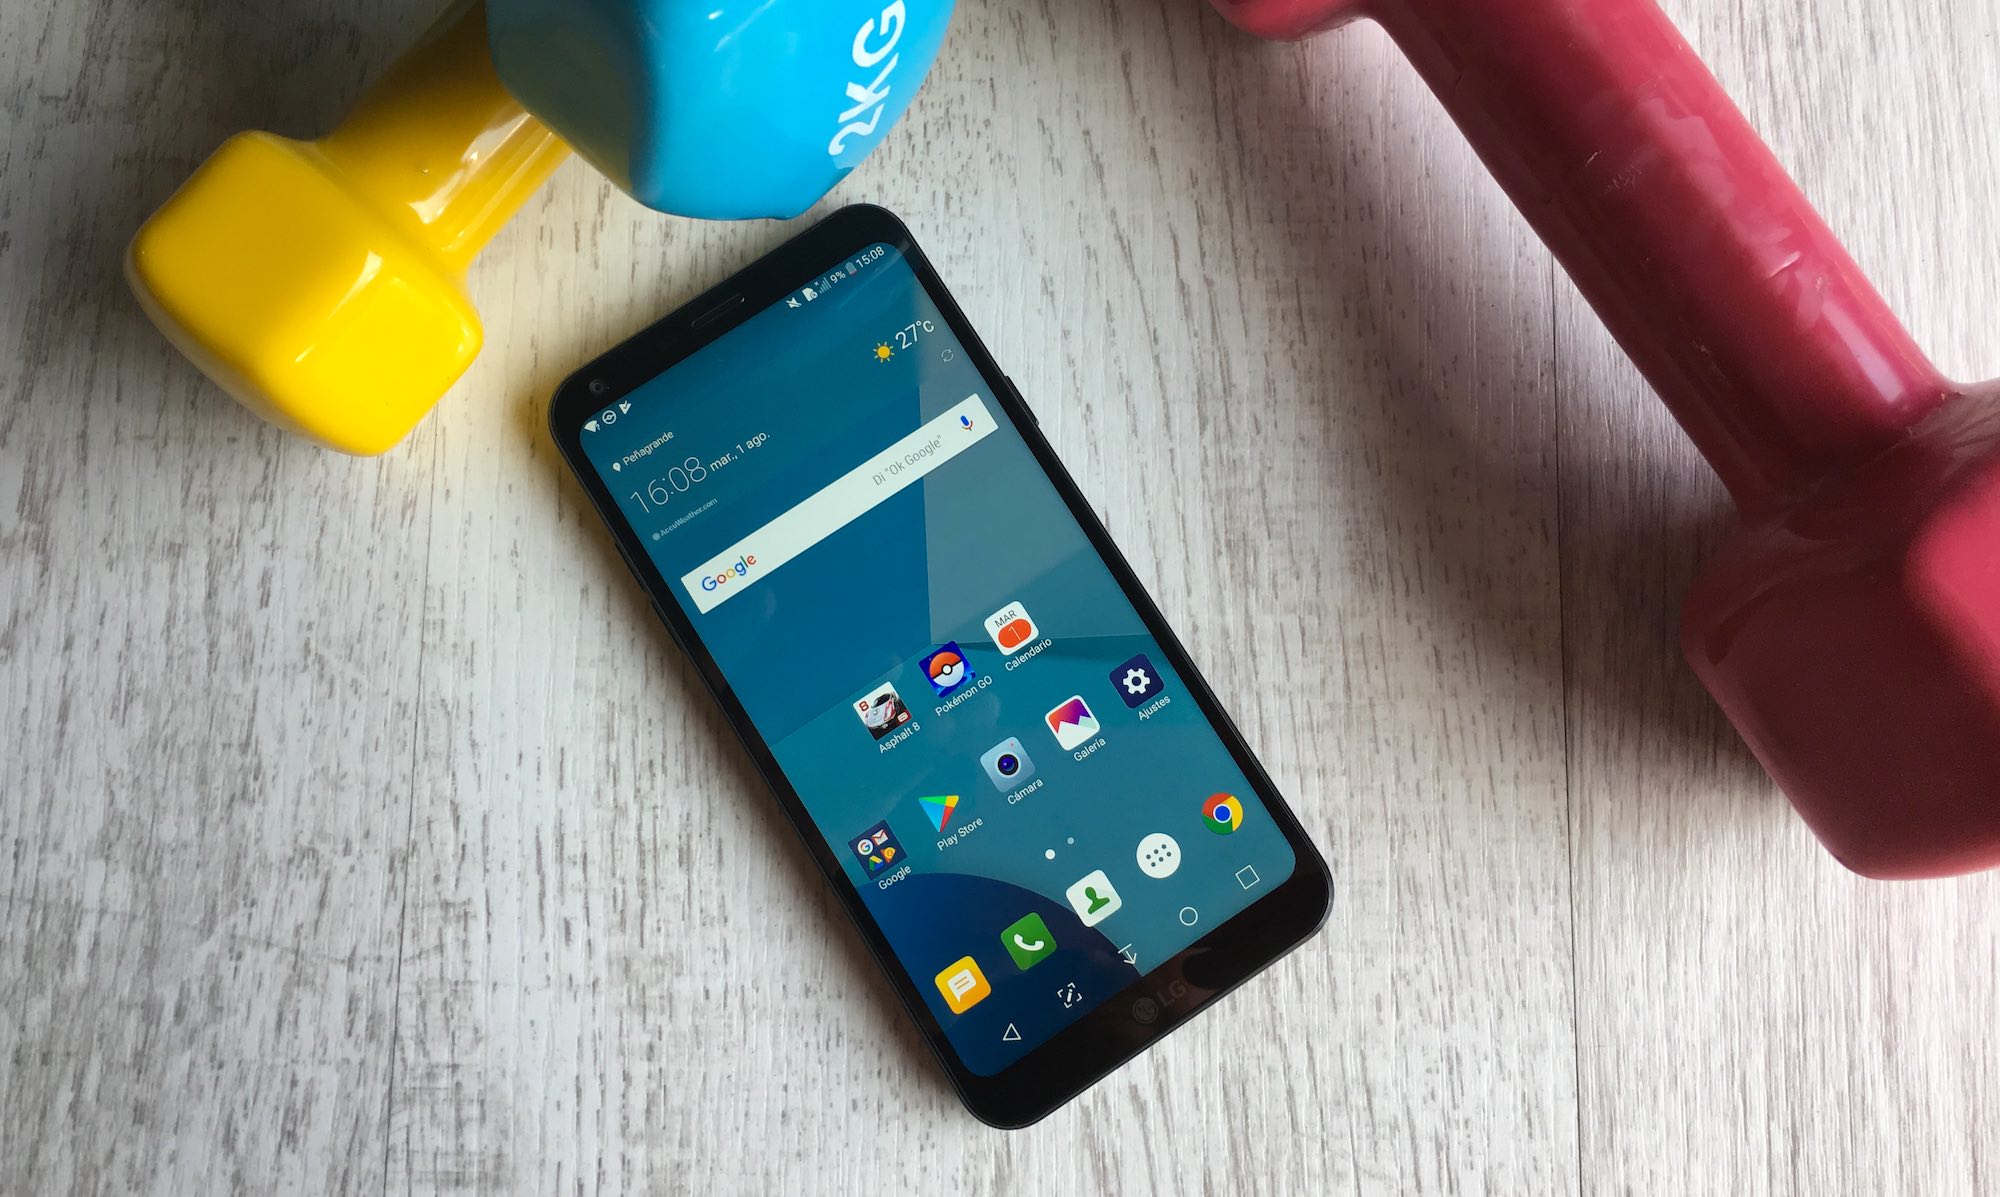 2KG
9% 15:08
27°c
Peñagrande
16:08 mar., 1 ago.
AccuWeather.com
Google Di "Ok Google"
8
Asphalt 8
Pokémon GO
MAR
1
Calendario
Google
Play Store
Cámara
Galería
Ajustes
LG